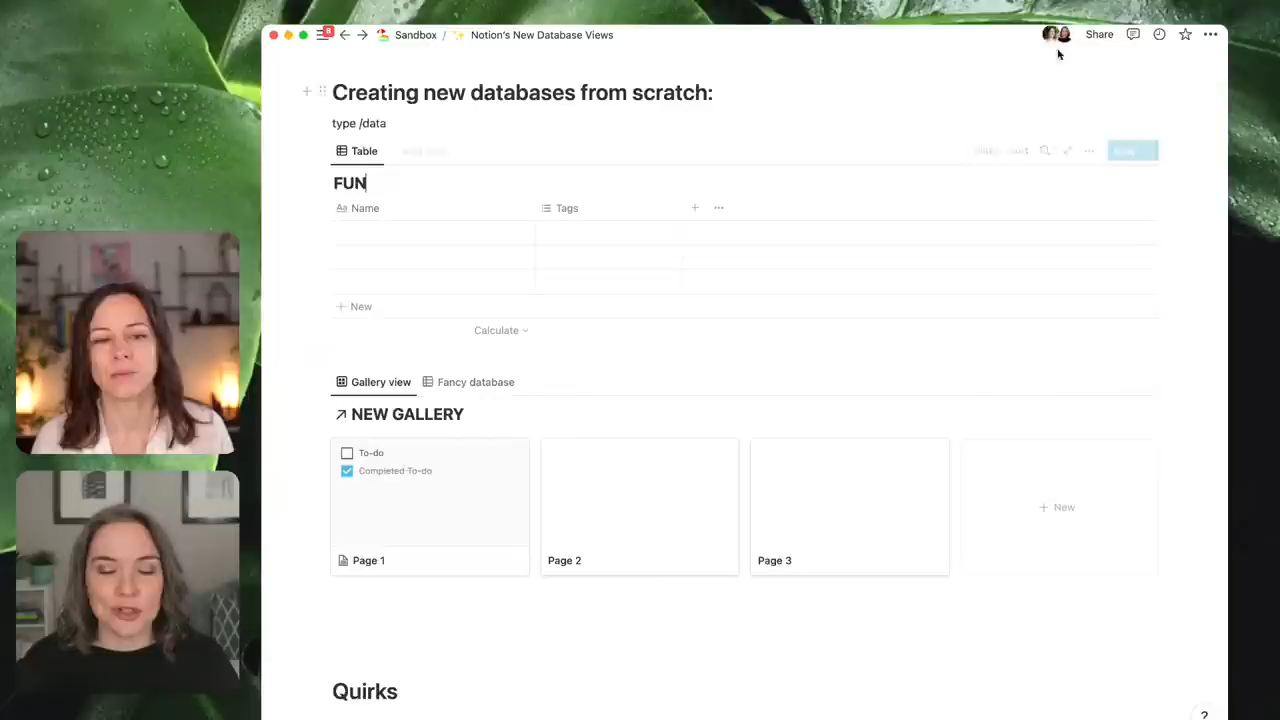 8
Sandbox / Notion's New Database Views
Share
Creating new databases from scratch:
type /data
Table
FUN
Aa Name
Tags
+ New
Calculate
Gallery view
Fancy database
NEW GALLERY
To-do
Completed To-do
+ New
Page 1
Page 2
Page 3
Quirks
?